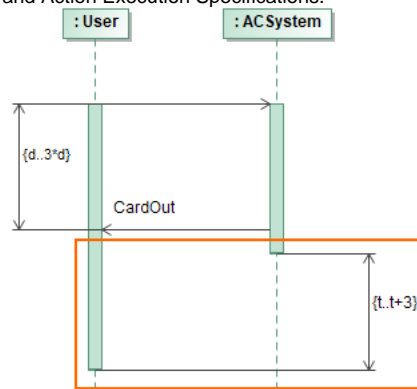 and Action Execution Specifications.
: User
: ACSystem
{d..3*d}
CardOut
{t..t+3}